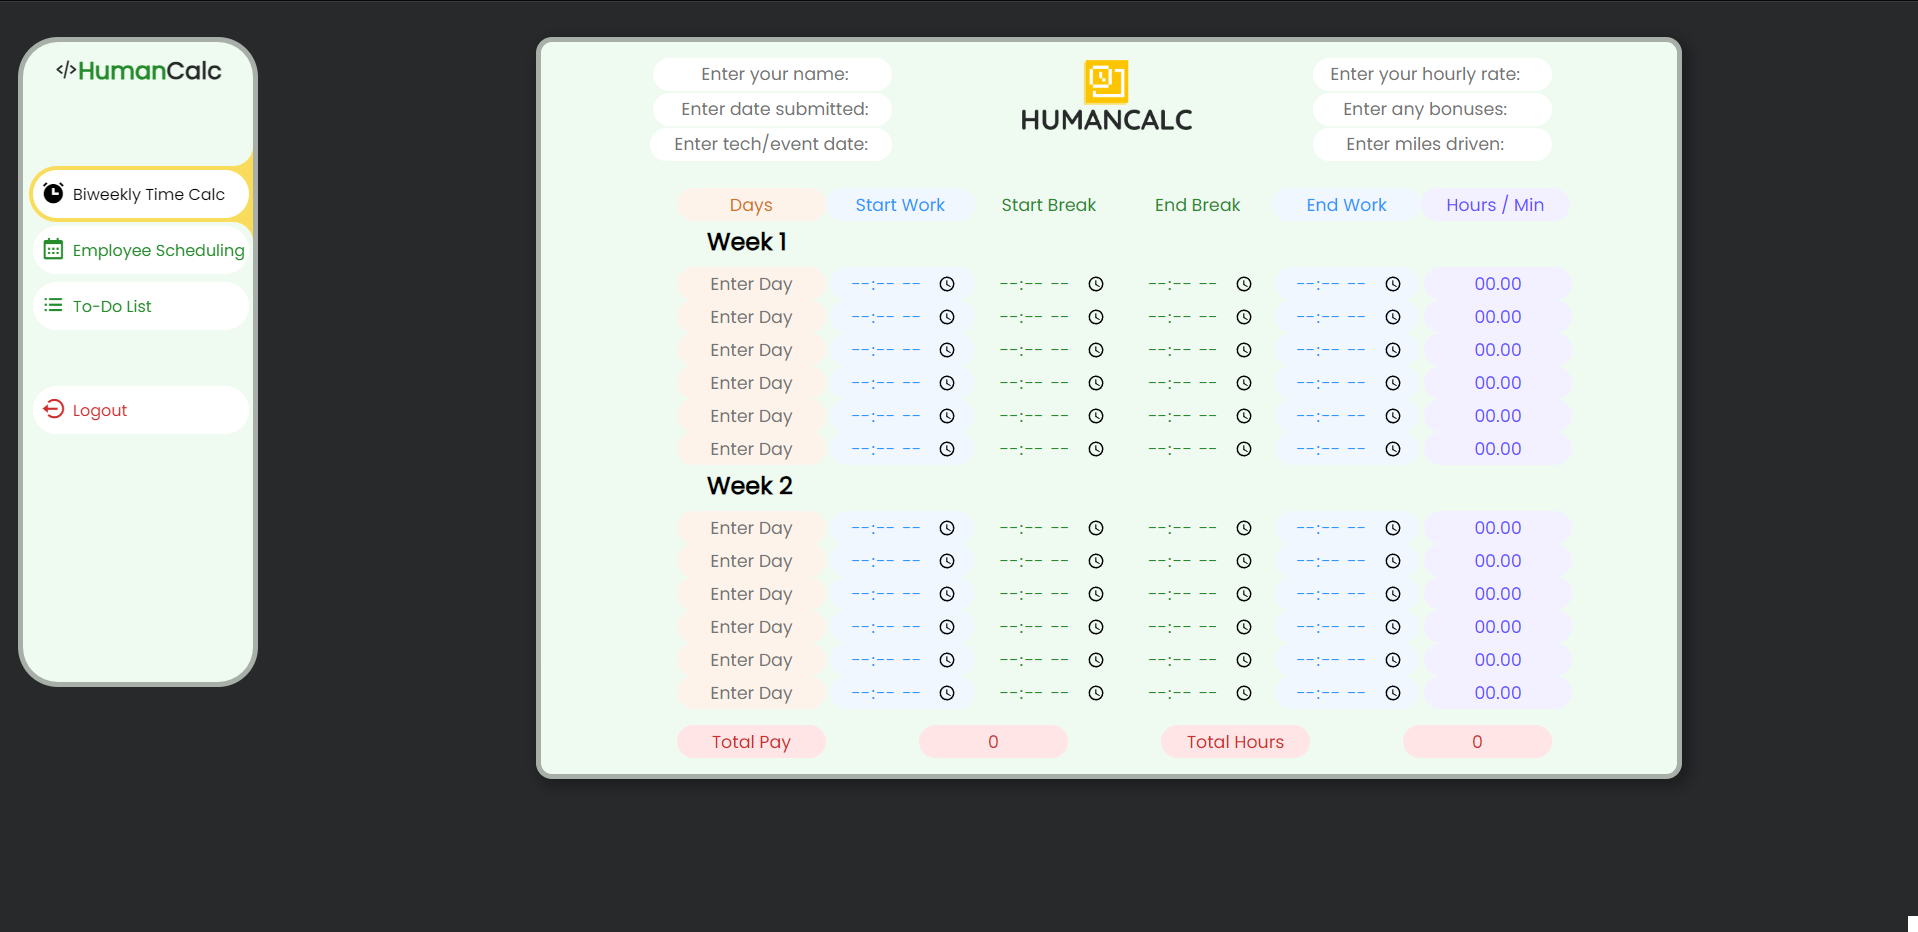 </>HumanCalc
Biweekly Time Calc
Employee Scheduling
To-Do List
Logout
Enter your name:
Enter date submitted:
Enter tech/event date:
HUMANCALC
Enter your hourly rate:
Enter any bonuses:
Enter miles driven:
Days Start Work Start Break End Break End Work Hours / Min
Week 1
Enter Day --:-- -- --:-- -- --:-- -- --:-- -- 00.00
Enter Day --:-- -- --:-- -- --:-- -- --:-- -- 00.00
Enter Day --:-- -- --:-- -- --:-- -- --:-- -- 00.00
Enter Day --:-- -- --:-- -- --:-- -- --:-- -- 00.00
Enter Day --:-- -- --:-- -- --:-- -- --:-- -- 00.00
Enter Day --:-- -- --:-- -- --:-- -- --:-- -- 00.00
Week 2
Enter Day --:-- -- --:-- -- --:-- -- --:-- -- 00.00
Enter Day --:-- -- --:-- -- --:-- -- --:-- -- 00.00
Enter Day --:-- -- --:-- -- --:-- -- --:-- -- 00.00
Enter Day --:-- -- --:-- -- --:-- -- --:-- -- 00.00
Enter Day --:-- -- --:-- -- --:-- -- --:-- -- 00.00
Enter Day --:-- -- --:-- -- --:-- -- --:-- -- 00.00
Total Pay 0 Total Hours 0